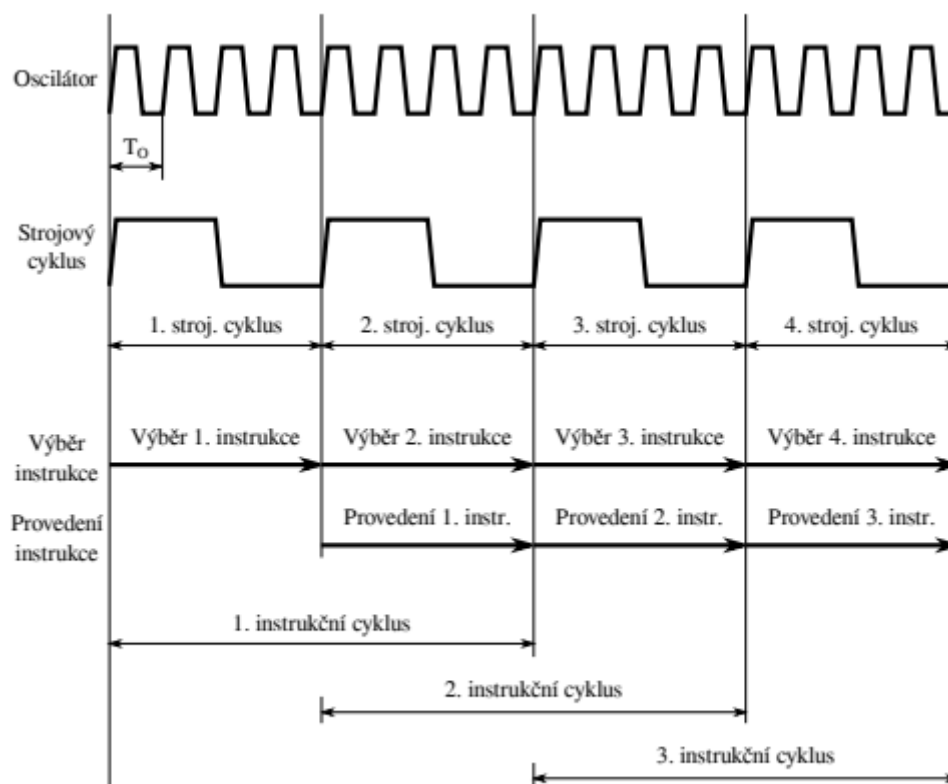 Oscilátor
T_O
Strojový
cyklus
1. stroj. cyklus
2. stroj. cyklus
3. stroj. cyklus
4. stroj. cyklus
Výběr
instrukce
Výběr 1. instrukce
Výběr 2. instrukce
Výběr 3. instrukce
Výběr 4. instrukce
Provedení
instrukce
Provedení 1. instr.
Provedení 2. instr.
Provedení 3. instr.
1. instrukční cyklus
2. instrukční cyklus
3. instrukční cyklus